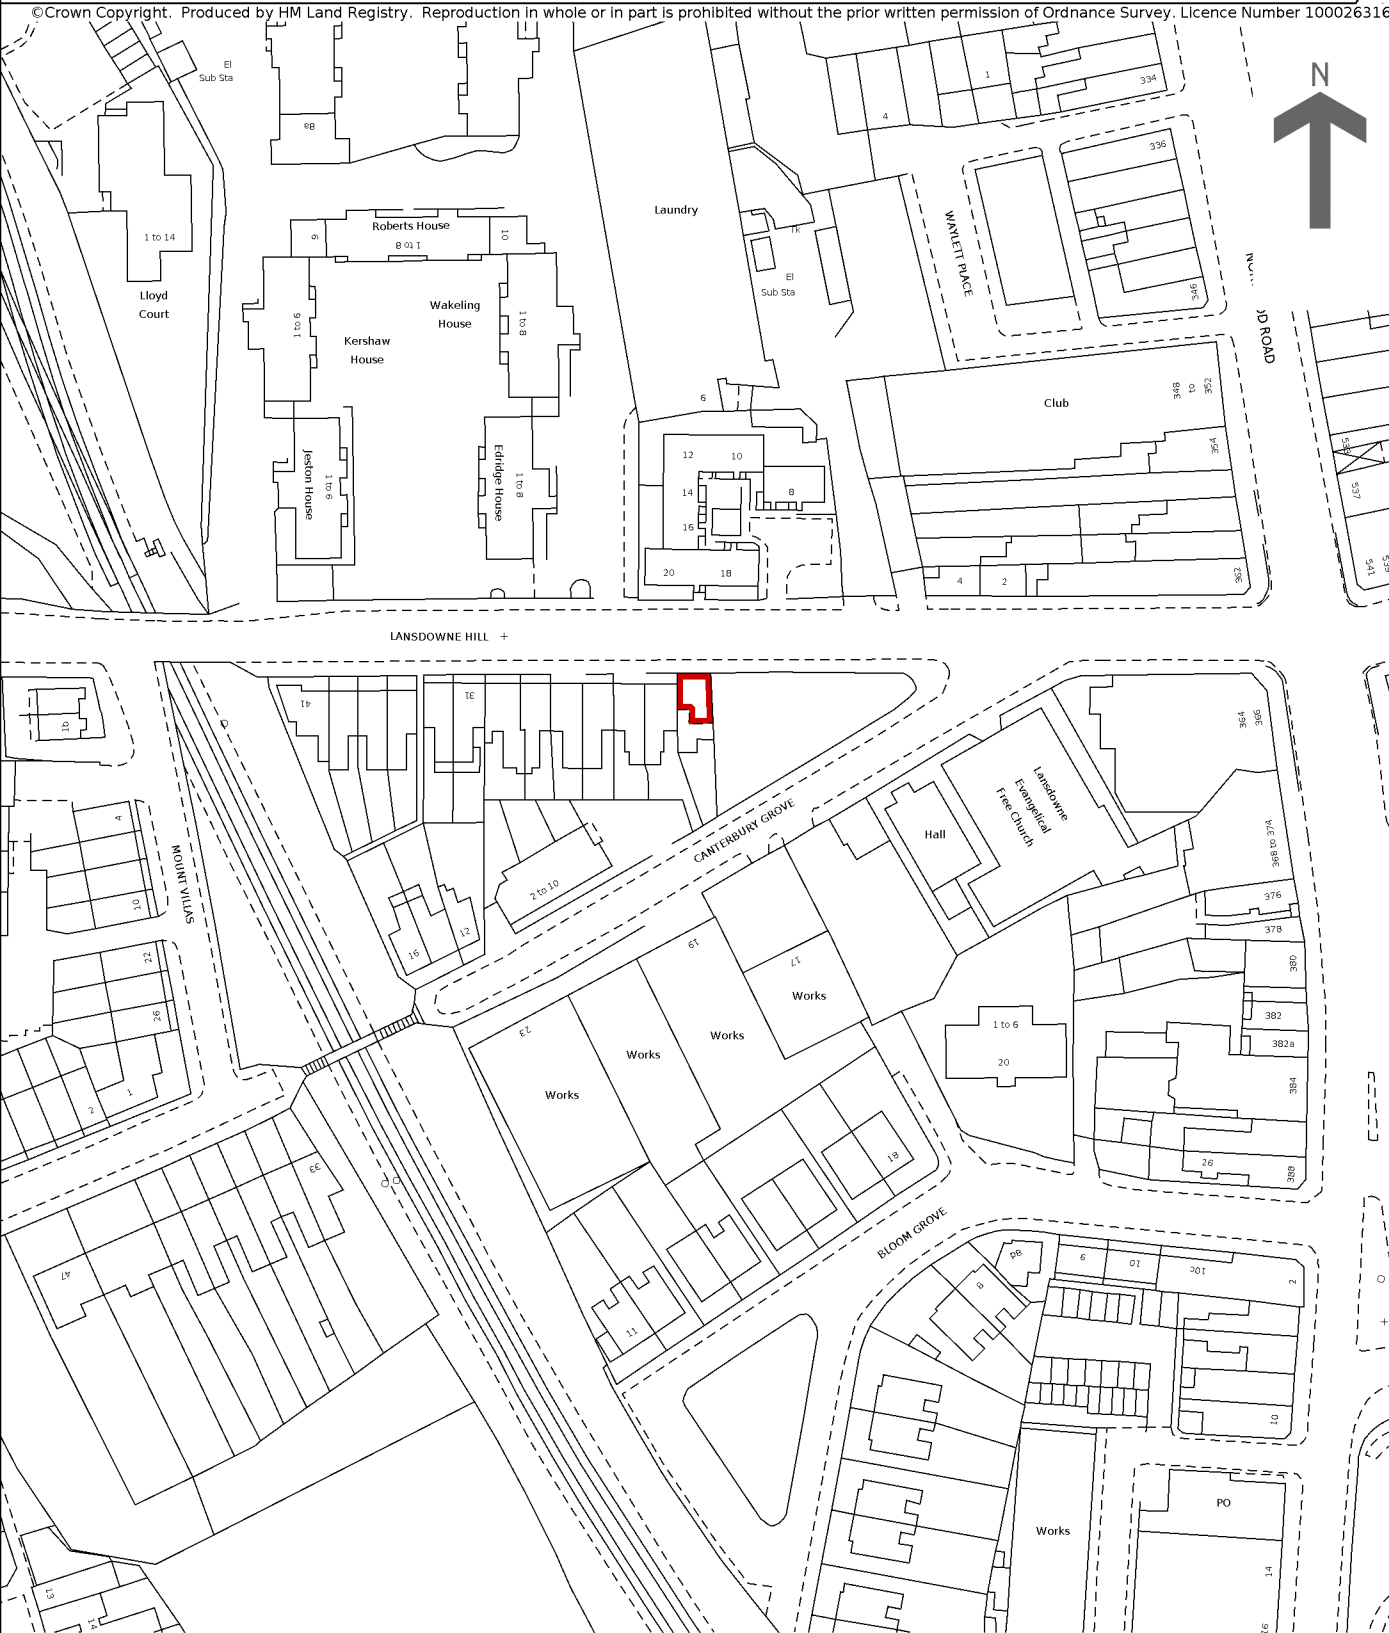 ©Crown Copyright. Produced by HM Land Registry. Reproduction in whole or in part is prohibited without the prior written permission of Ordnance Survey. Licence Number 100026316
El
Sub Sta
8a
1
334
4
N
336
Laundry
WAYLETT PLACE
Roberts House
9
1 to 8
10
1 to 14
Tk
El
Sub Sta
Lloyd
Court
Wakeling
House
1 to 8
1 to 6
Kershaw
House
346
OD ROAD
6
Club
348
to
352
354
Jeston House
1 to 6
Edridge House
1 to 8
12
10
14
8
16
20
18
4
2
362
537
541
LANSDOWNE HILL +
41
31
1b
364
366
Lansdowne
Evangelical
Free Church
Hall
CANTERBURY GROVE
4
10
MOUNT VILLAS
368 to 374
376
378
380
382
382a
384
388
2 to 10
12
16
19
17
Works
22
26
23
Works
Works
Works
1 to 6
20
2
1
33
18
26
BLOOM GROVE
47
11
8d
9
10
10c
2
8
10
PO
Works
14
13
14
16